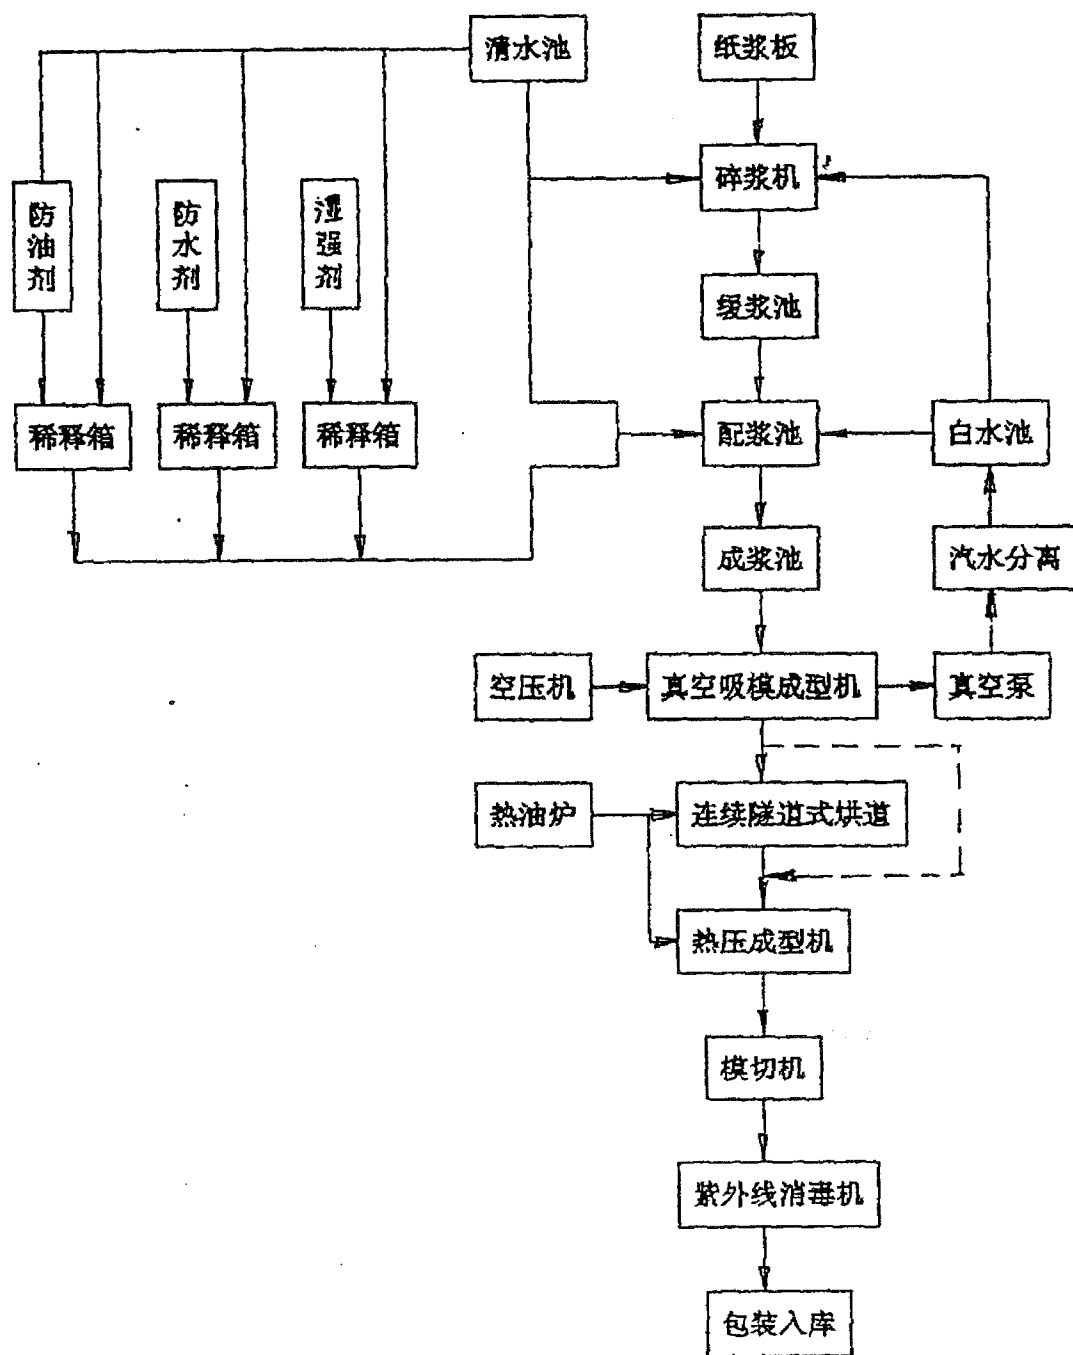 清水池
纸浆板
碎浆机
防油剂
防水剂
湿强剂
缓浆池
稀释箱
稀释箱
稀释箱
配浆池
白水池
成浆池
汽水分离
空压机
真空吸模成型机
真空泵
热油炉
连续隧道式烘道
热压成型机
模切机
紫外线消毒机
包装入库